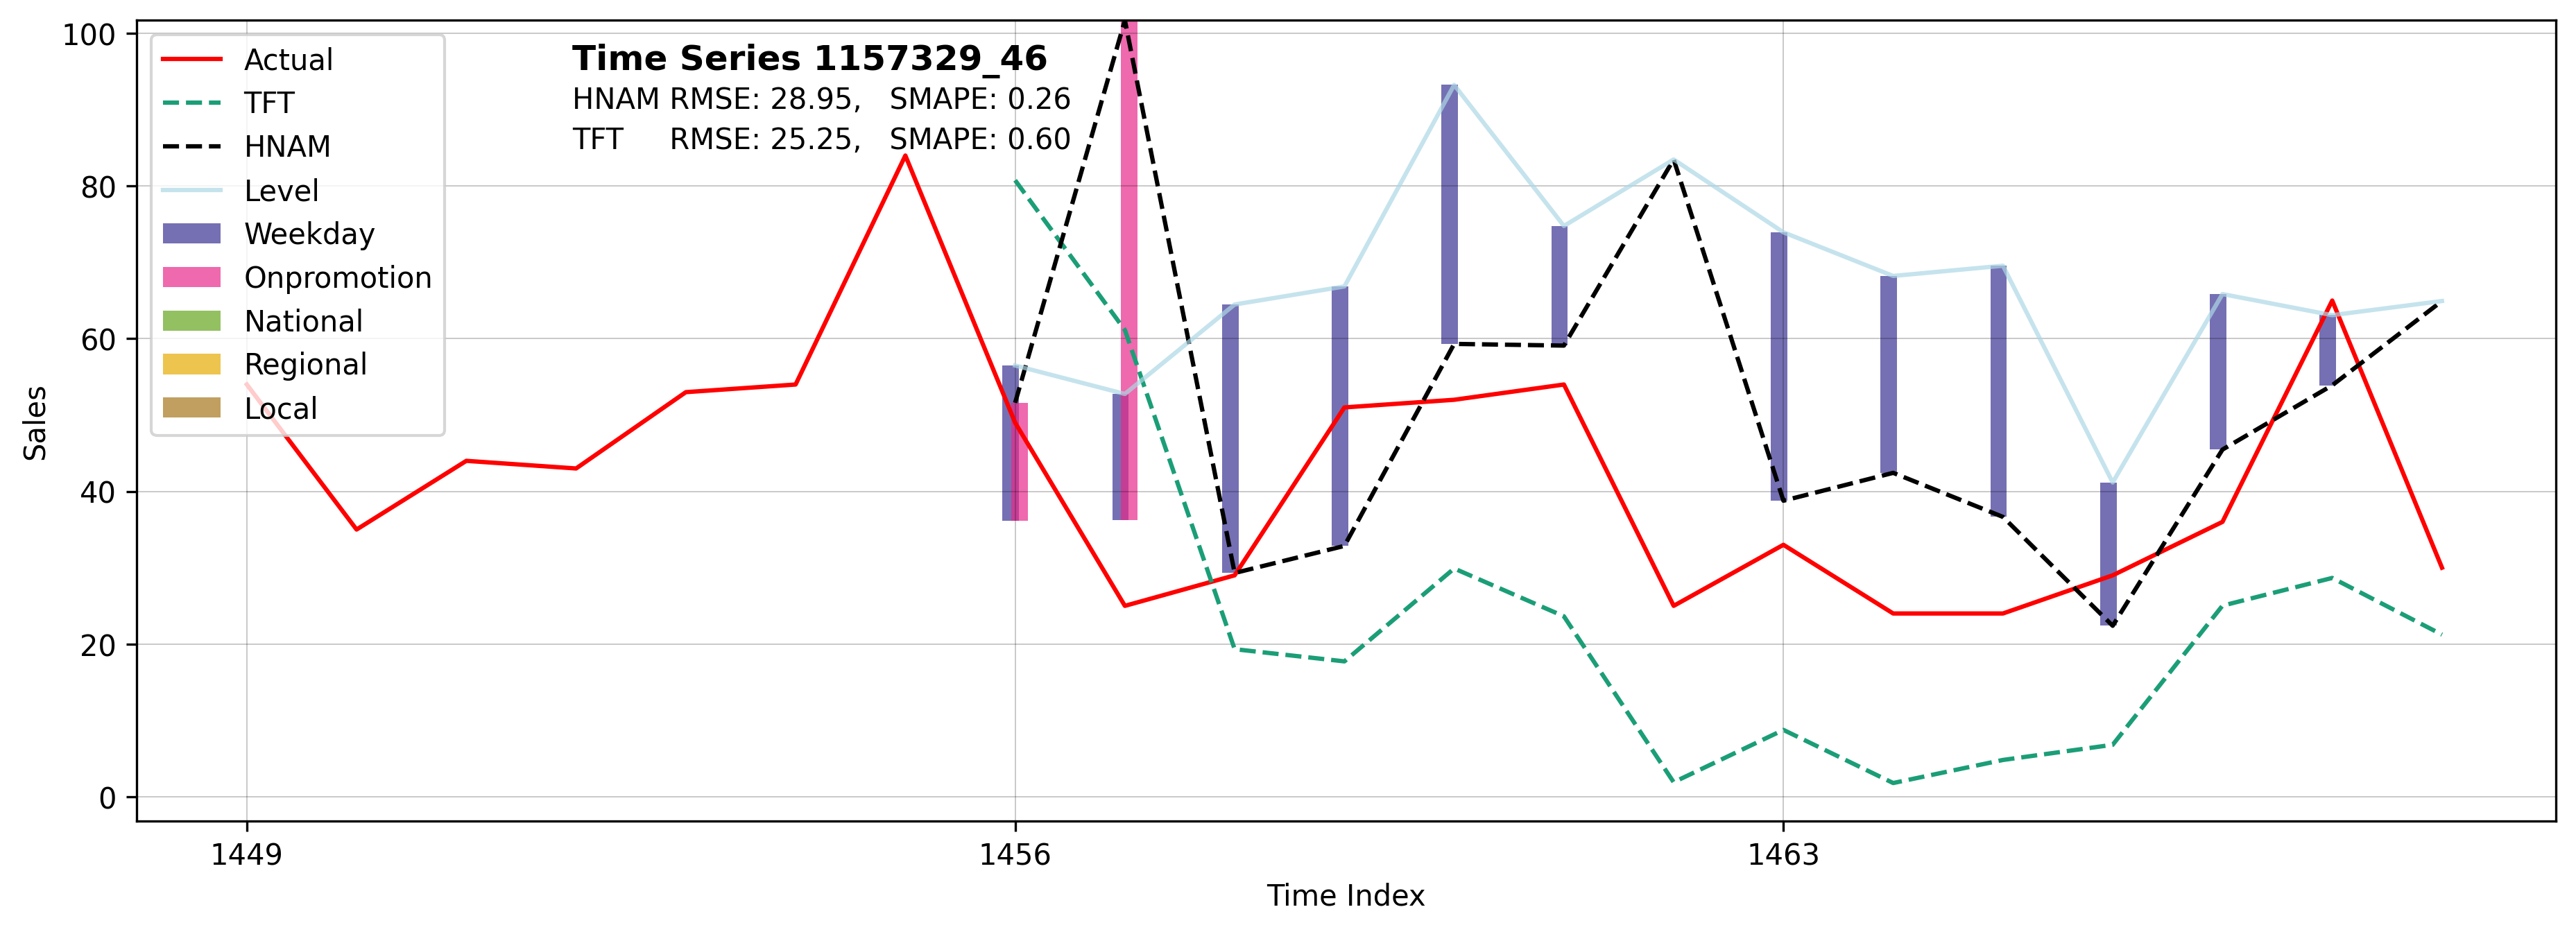 Time Series 1157329_46
HNAM RMSE: 28.95, SMAPE: 0.26
TFT RMSE: 25.25, SMAPE: 0.60
Actual
TFT
HNAM
Level
Weekday
Onpromotion
National
Regional
Local
Sales
100
80
60
40
20
0
1449
1456
1463
Time Index